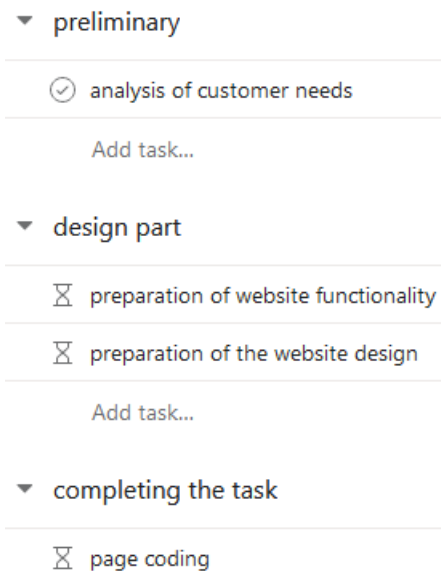 preliminary
analysis of customer needs
Add task...
design part
preparation of website functionality
preparation of the website design
Add task...
completing the task
page coding